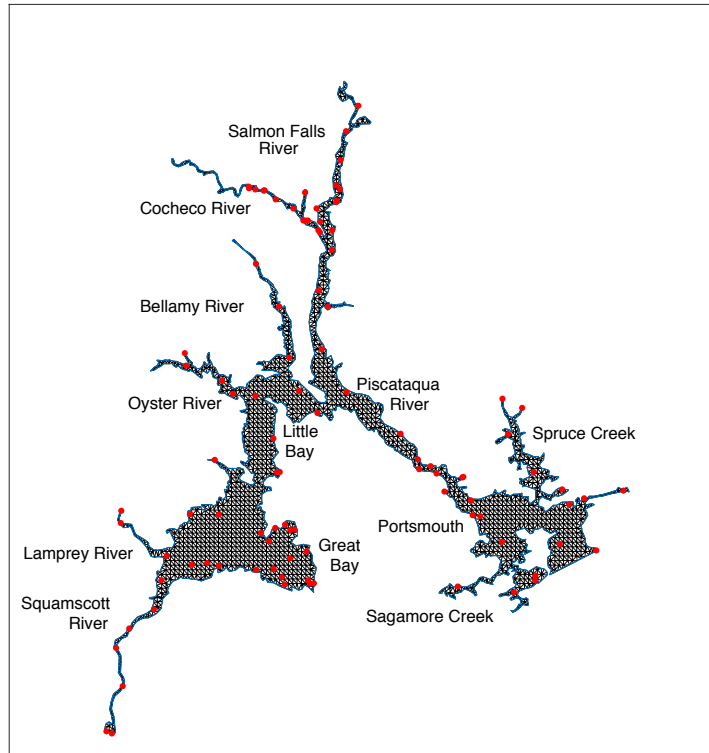 Salmon Falls
River
Cocheco River
Bellamy River
Piscataqua
River
Oyster River
Little
Bay
Spruce Creek
Portsmouth
Great
Bay
Lamprey River
Squamscott
River
Sagamore Creek